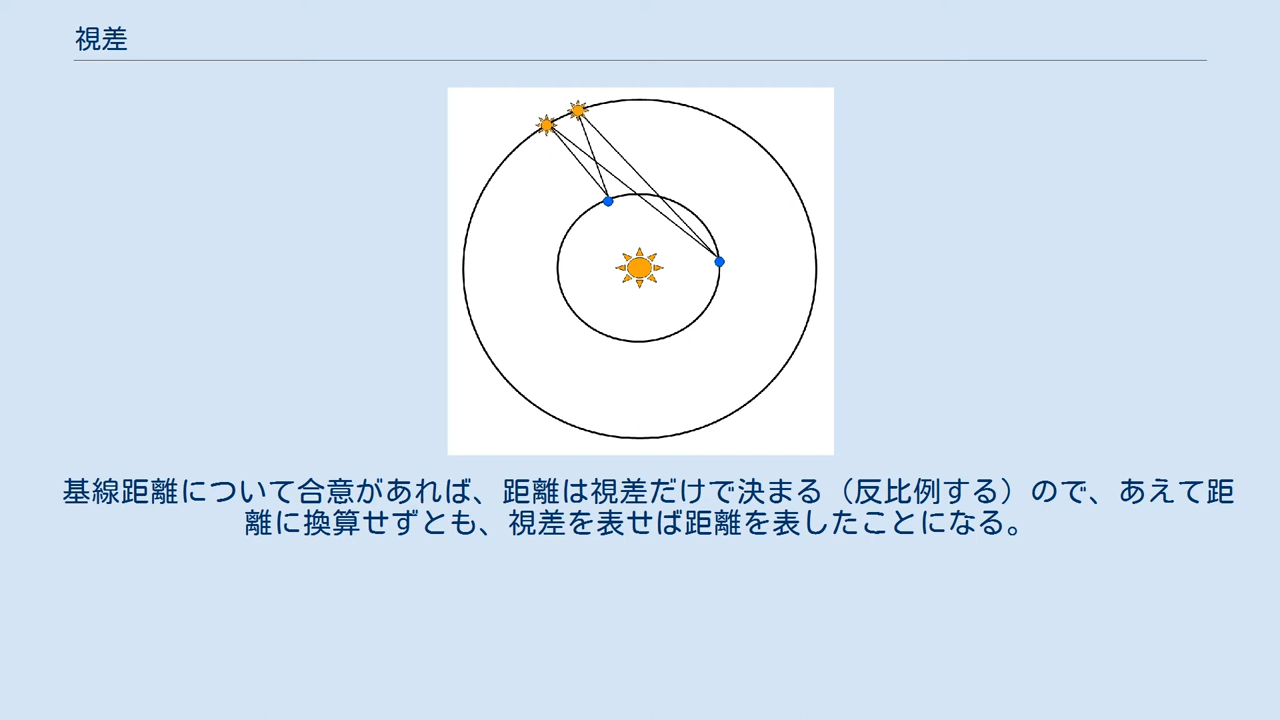 視差
基線距離について合意があれば、距離は視差だけで決まる（反比例する）ので、あえて距
離に換算せずとも、視差を表せば距離を表したことになる。